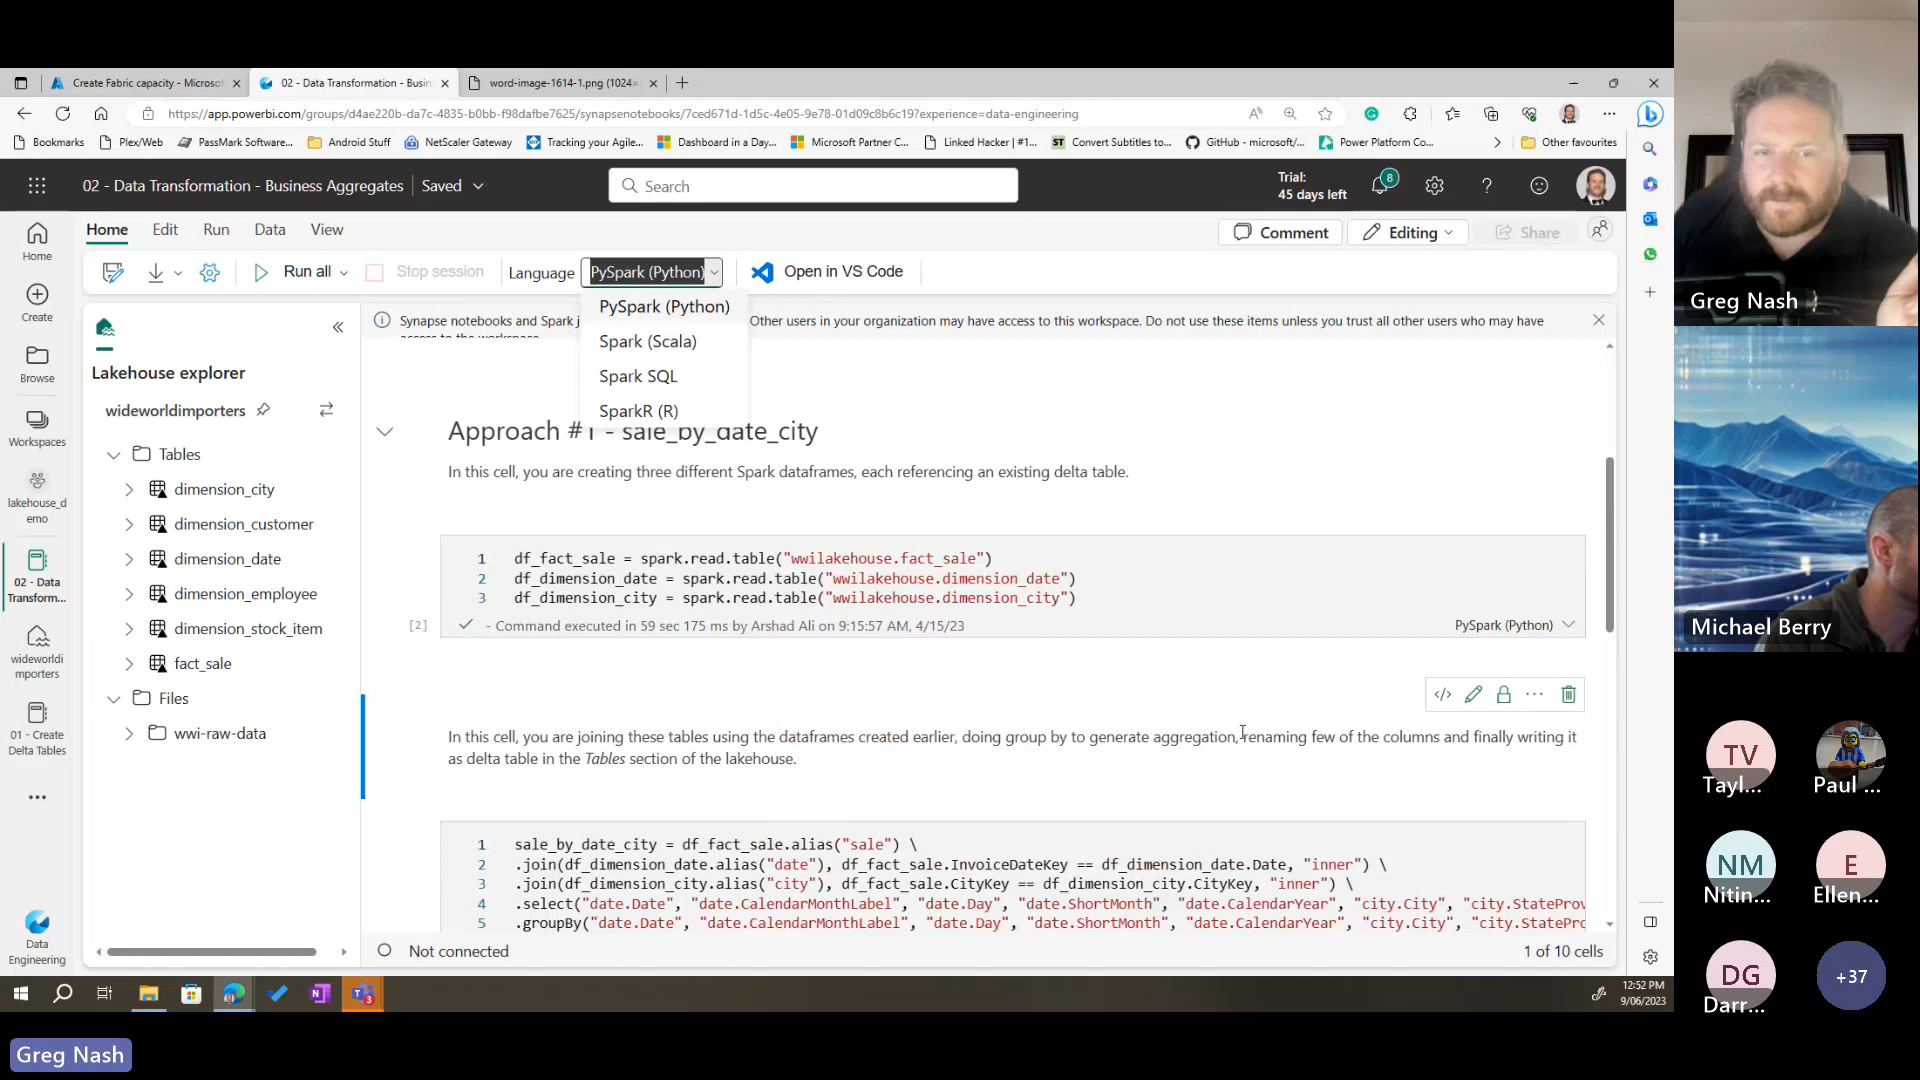 Create Fabric capacity - Microsof
02 - Data Transformation - Busin
word-image-1614-1.png (1024×
https://app.powerbi.com/groups/d4ae220b-da7c-4835-b0bb-f98dafbe7625/synapsenotebooks/7ced671d-1d5c-4e05-9e78-01d09c8b6c19?experience=data-engineering
Bookmarks
Plex/Web
PassMark Software...
Android Stuff
NetScaler Gateway
Tracking your Agile...
Dashboard in a Day...
Microsoft Partner C...
Linked Hacker | #1...
ST Convert Subtitles to...
GitHub - microsoft/...
Power Platform Co...
Other favourites
02 - Data Transformation - Business Aggregates
Saved
Search
Trial:
45 days left
8
Home
Edit
Run
Data
View
Comment
Editing
Share
Run all
Stop session
Language
PySpark (Python)
Open in VS Code
PySpark (Python)
Spark (Scala)
Spark SQL
SparkR (R)
Home
Create
Browse
Workspaces
lakehouse_d
emo
02 - Data
Transform...
wideworldi
mporters
01 - Create
Delta Tables
Data
Engineering
Lakehouse explorer
wideworldimporters
Tables
dimension_city
dimension_customer
dimension_date
dimension_employee
dimension_stock_item
fact_sale
Files
wwi-raw-data
Synapse notebooks and Spark j
Other users in your organization may have access to this workspace. Do not use these items unless you trust all other users who may have
access to the workspace.
Approach #1 - sale_by_date_city
In this cell, you are creating three different Spark dataframes, each referencing an existing delta table.
1 df_fact_sale = spark.read.table("wwilakehouse.fact_sale")
2 df_dimension_date = spark.read.table("wwilakehouse.dimension_date")
3 df_dimension_city = spark.read.table("wwilakehouse.dimension_city")
[2]
- Command executed in 59 sec 175 ms by Arshad Ali on 9:15:57 AM, 4/15/23
PySpark (Python)
In this cell, you are joining these tables using the dataframes created earlier, doing group by to generate aggregation, renaming few of the columns and finally writing it
as delta table in the Tables section of the lakehouse.
1 sale_by_date_city = df_fact_sale.alias("sale") \
2 .join(df_dimension_date.alias("date"), df_fact_sale.InvoiceDateKey == df_dimension_date.Date, "inner") \
3 .join(df_dimension_city.alias("city"), df_fact_sale.CityKey == df_dimension_city.CityKey, "inner") \
4 .select("date.Date", "date.CalendarMonthLabel", "date.Day", "date.ShortMonth", "date.CalendarYear", "city.City", "city.StateProv
5 .groupBy("date.Date", "date.CalendarMonthLabel", "date.Day", "date.ShortMonth", "date.CalendarYear", "city.City", "city.StatePro
Not connected
1 of 10 cells
12:52 PM
9/06/2023
Greg Nash
Michael Berry
TV
Tayl...
Paul ...
NM
Nitin...
E
Ellen...
DG
Darr...
+37
Greg Nash